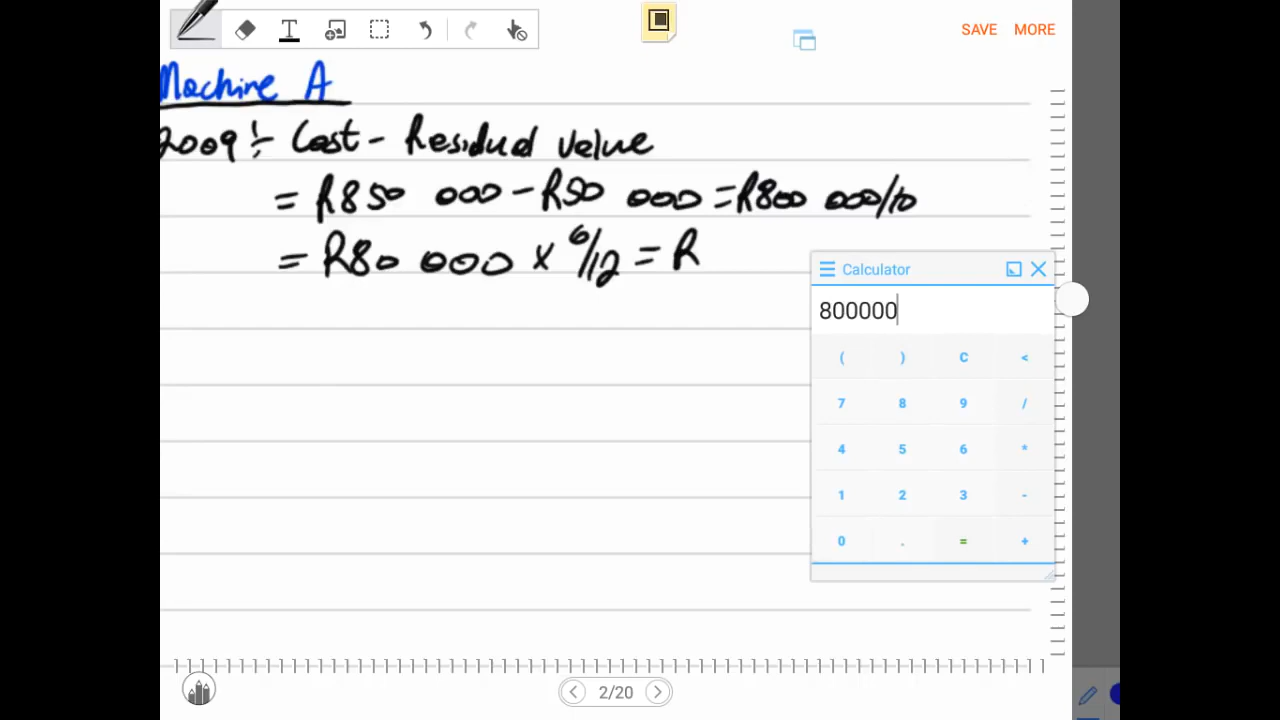 T
SAVE MORE
Machine A
2009:- Cost - Residual value
= R850 000 - R50 000 = R800 000/10
= R80 000 x 6/12 = R
Calculator
800000
( ) C <
7 8 9 /
4 5 6 *
1 2 3 -
0 . = +
2/20